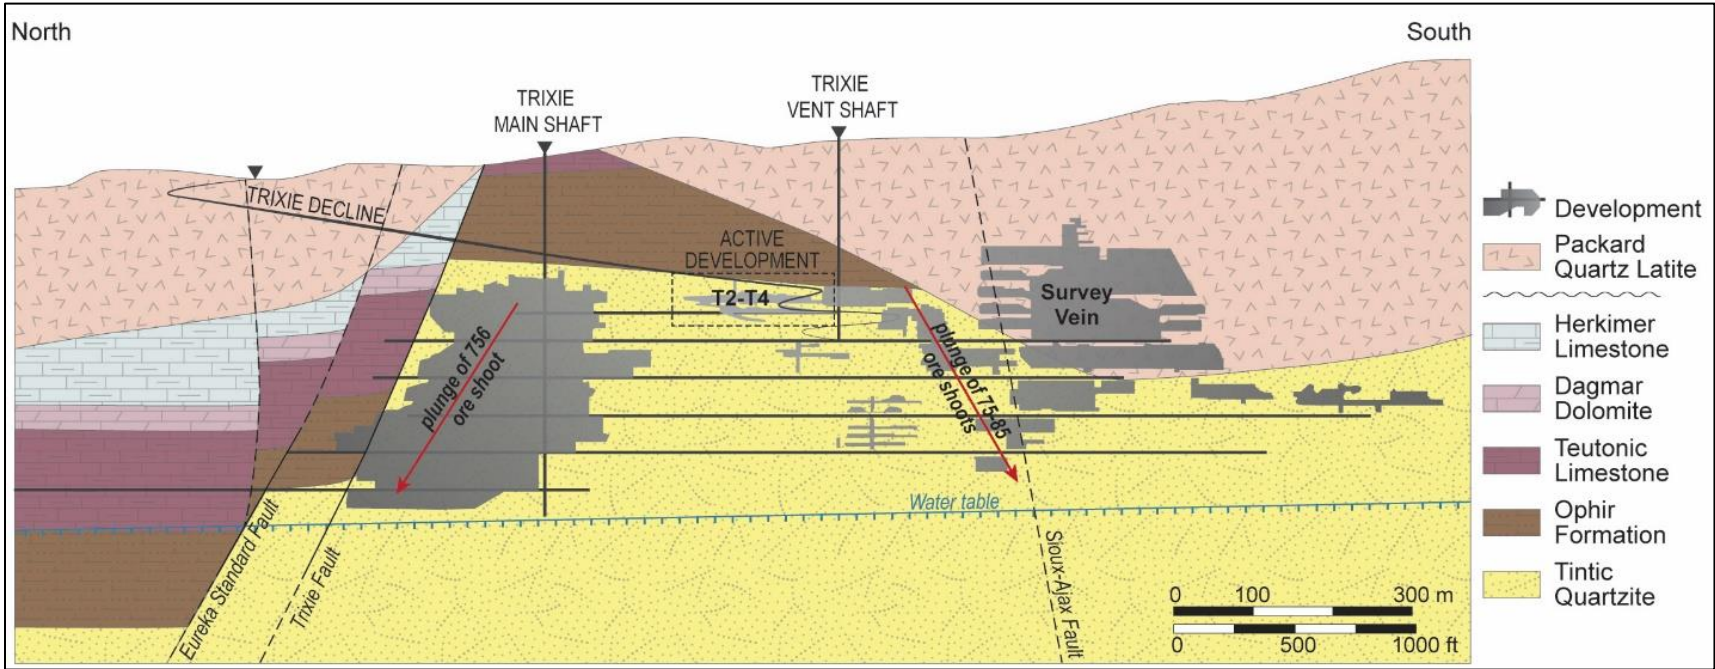 North
South
TRIXIE
MAIN SHAFT
TRIXIE
VENT SHAFT
TRIXIE DECLINE
ACTIVE
DEVELOPMENT
T2-T4
Survey
Vein
plunge of 756
ore shoot
plunge of 75-85
ore shoots
Water table
Eureka Standard Fault
Trixie Fault
Sioux-Ajax Fault
0 100 300 m
0 500 1000 ft
Development
Packard
Quartz Latite
Herkimer
Limestone
Dagmar
Dolomite
Teutonic
Limestone
Ophir
Formation
Tintic
Quartzite